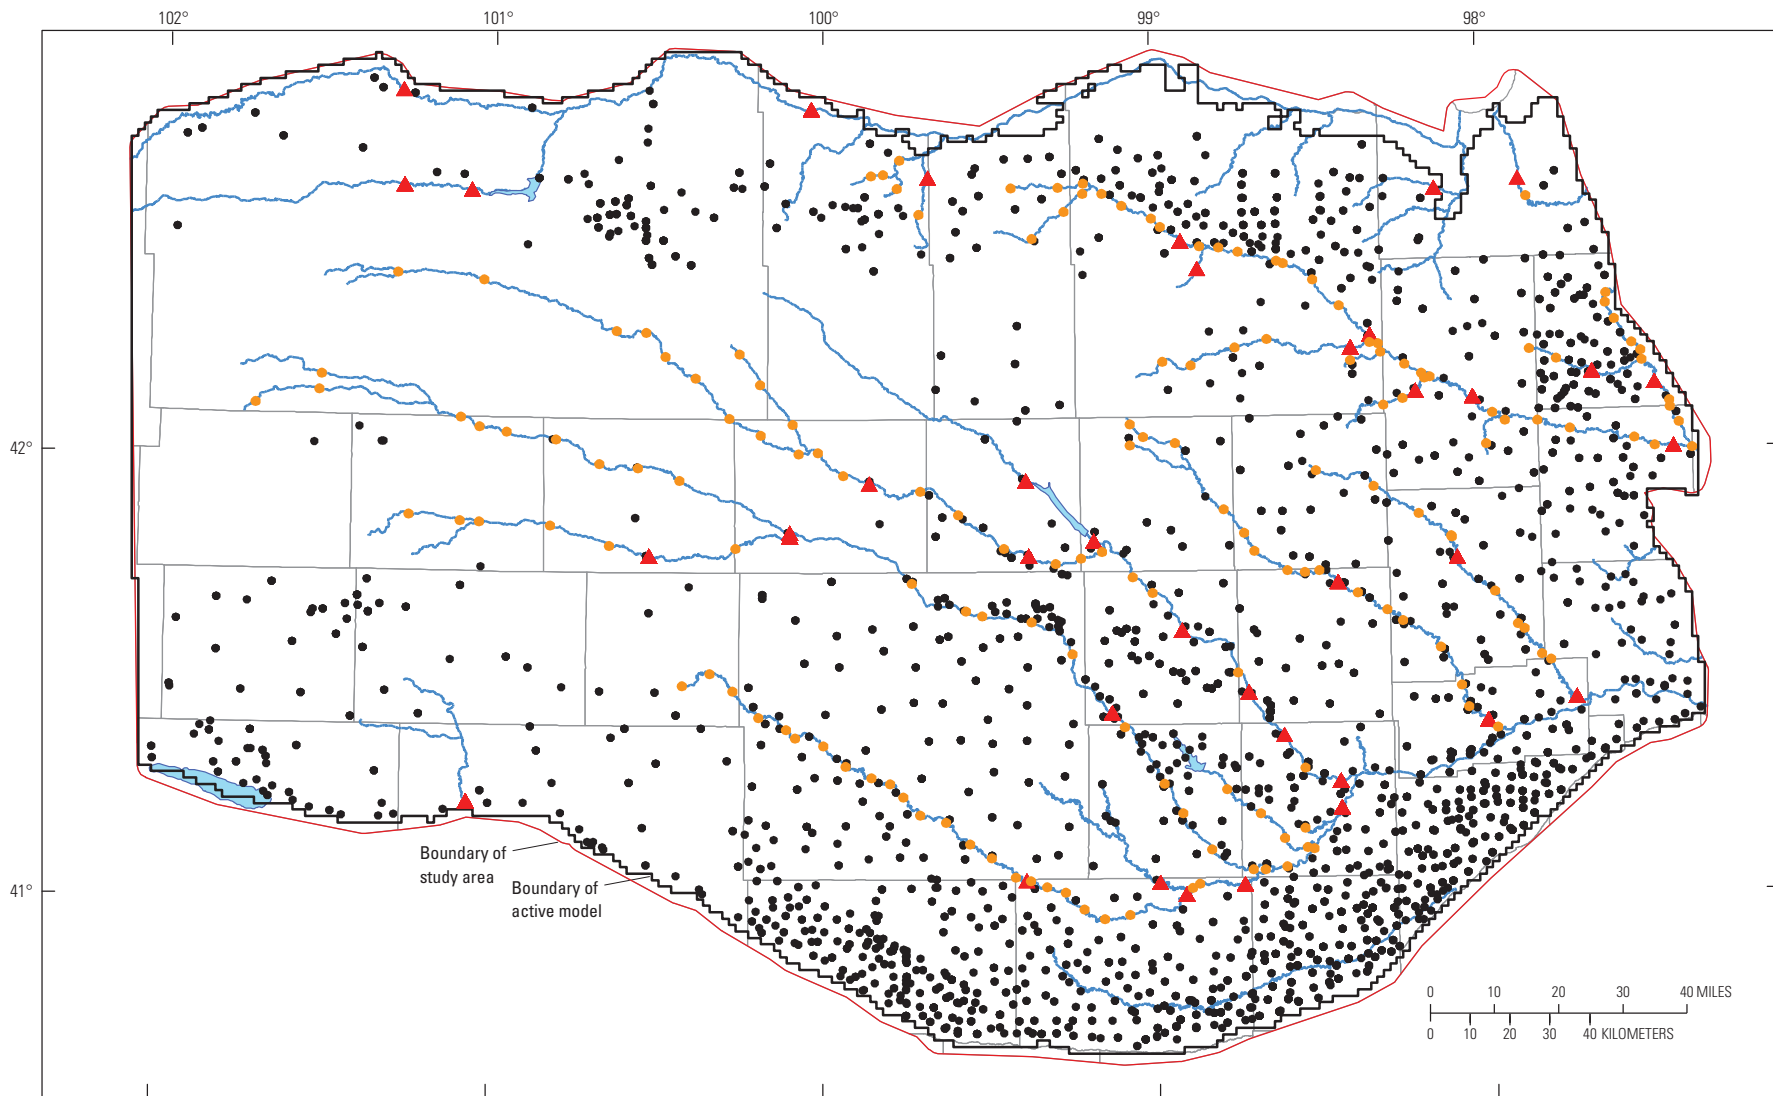 102° 101° 100° 99° 98°
42°
41°
Boundary of
study area
Boundary of
active model
0 10 20 30 40 MILES
0 10 20 30 40 KILOMETERS